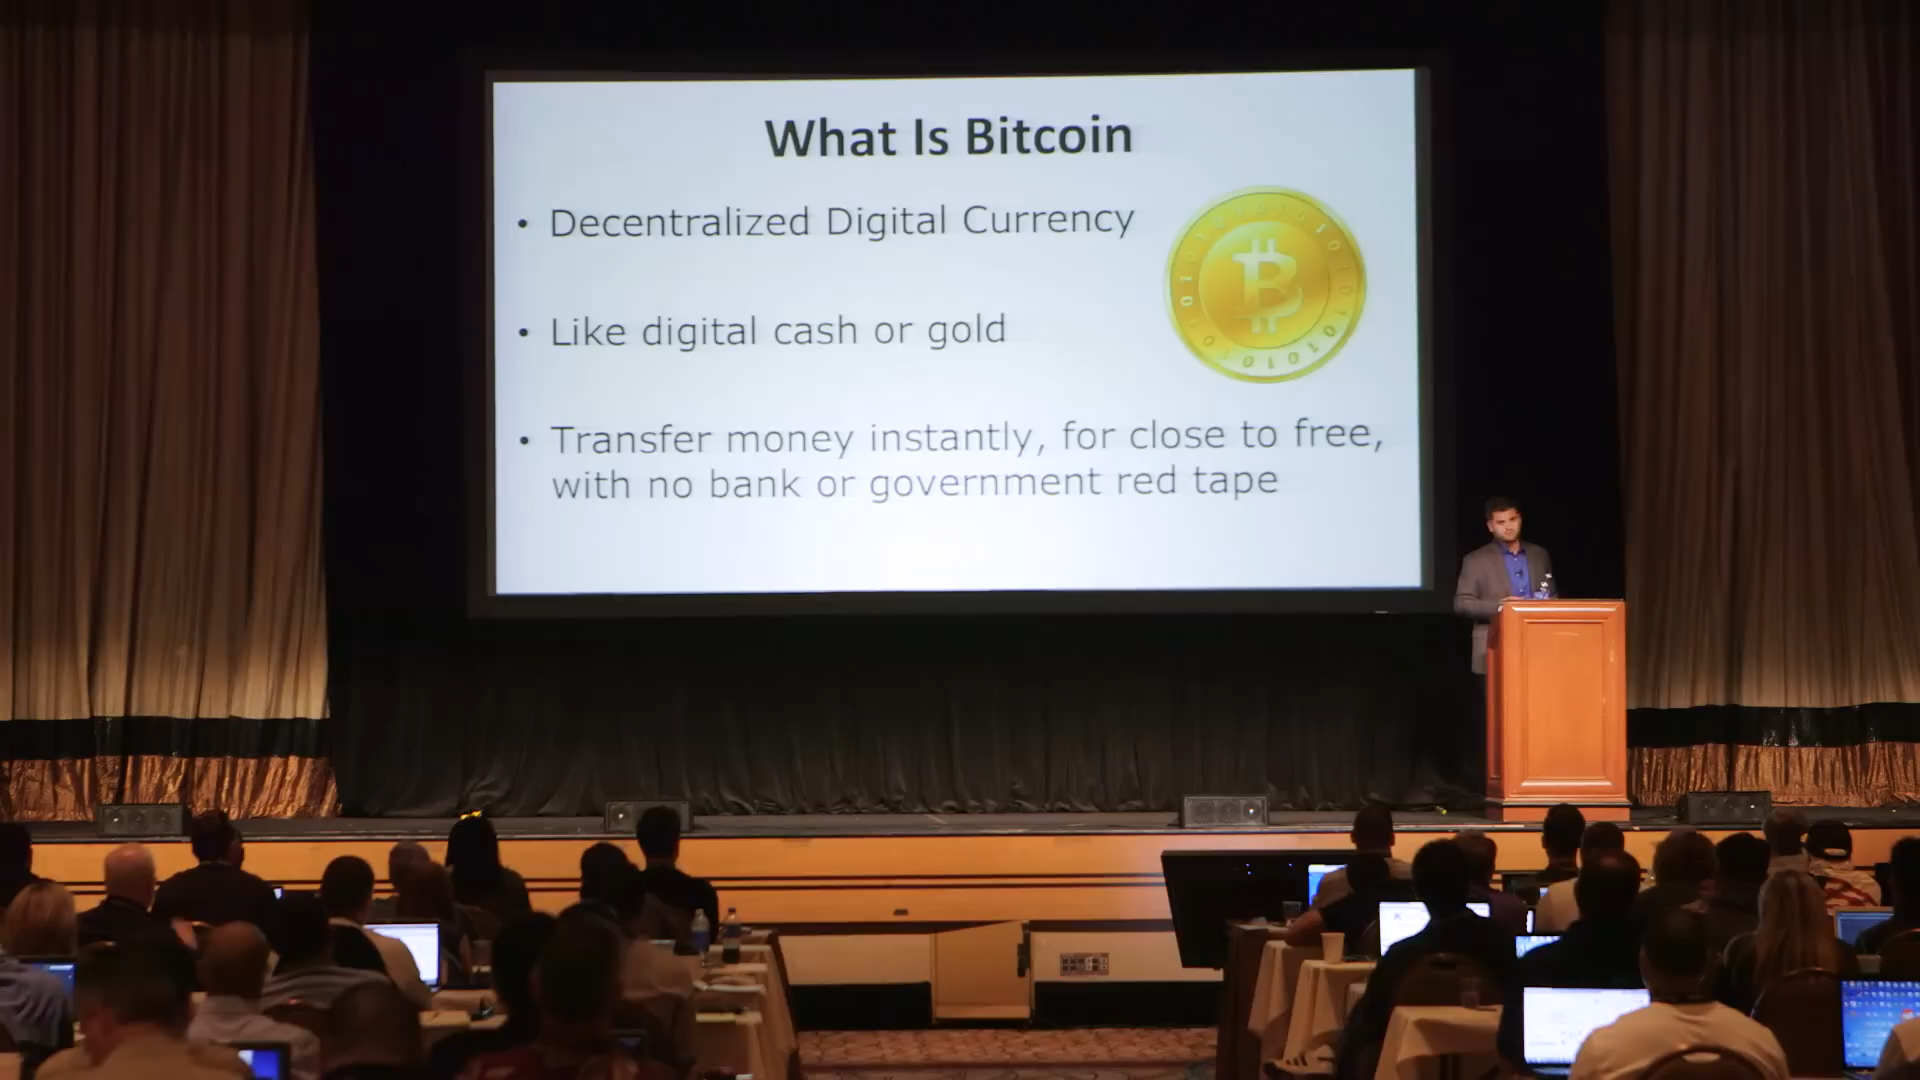 What Is Bitcoin
• Decentralized Digital Currency
• Like digital cash or gold
• Transfer money instantly, for close to free,
with no bank or government red tape